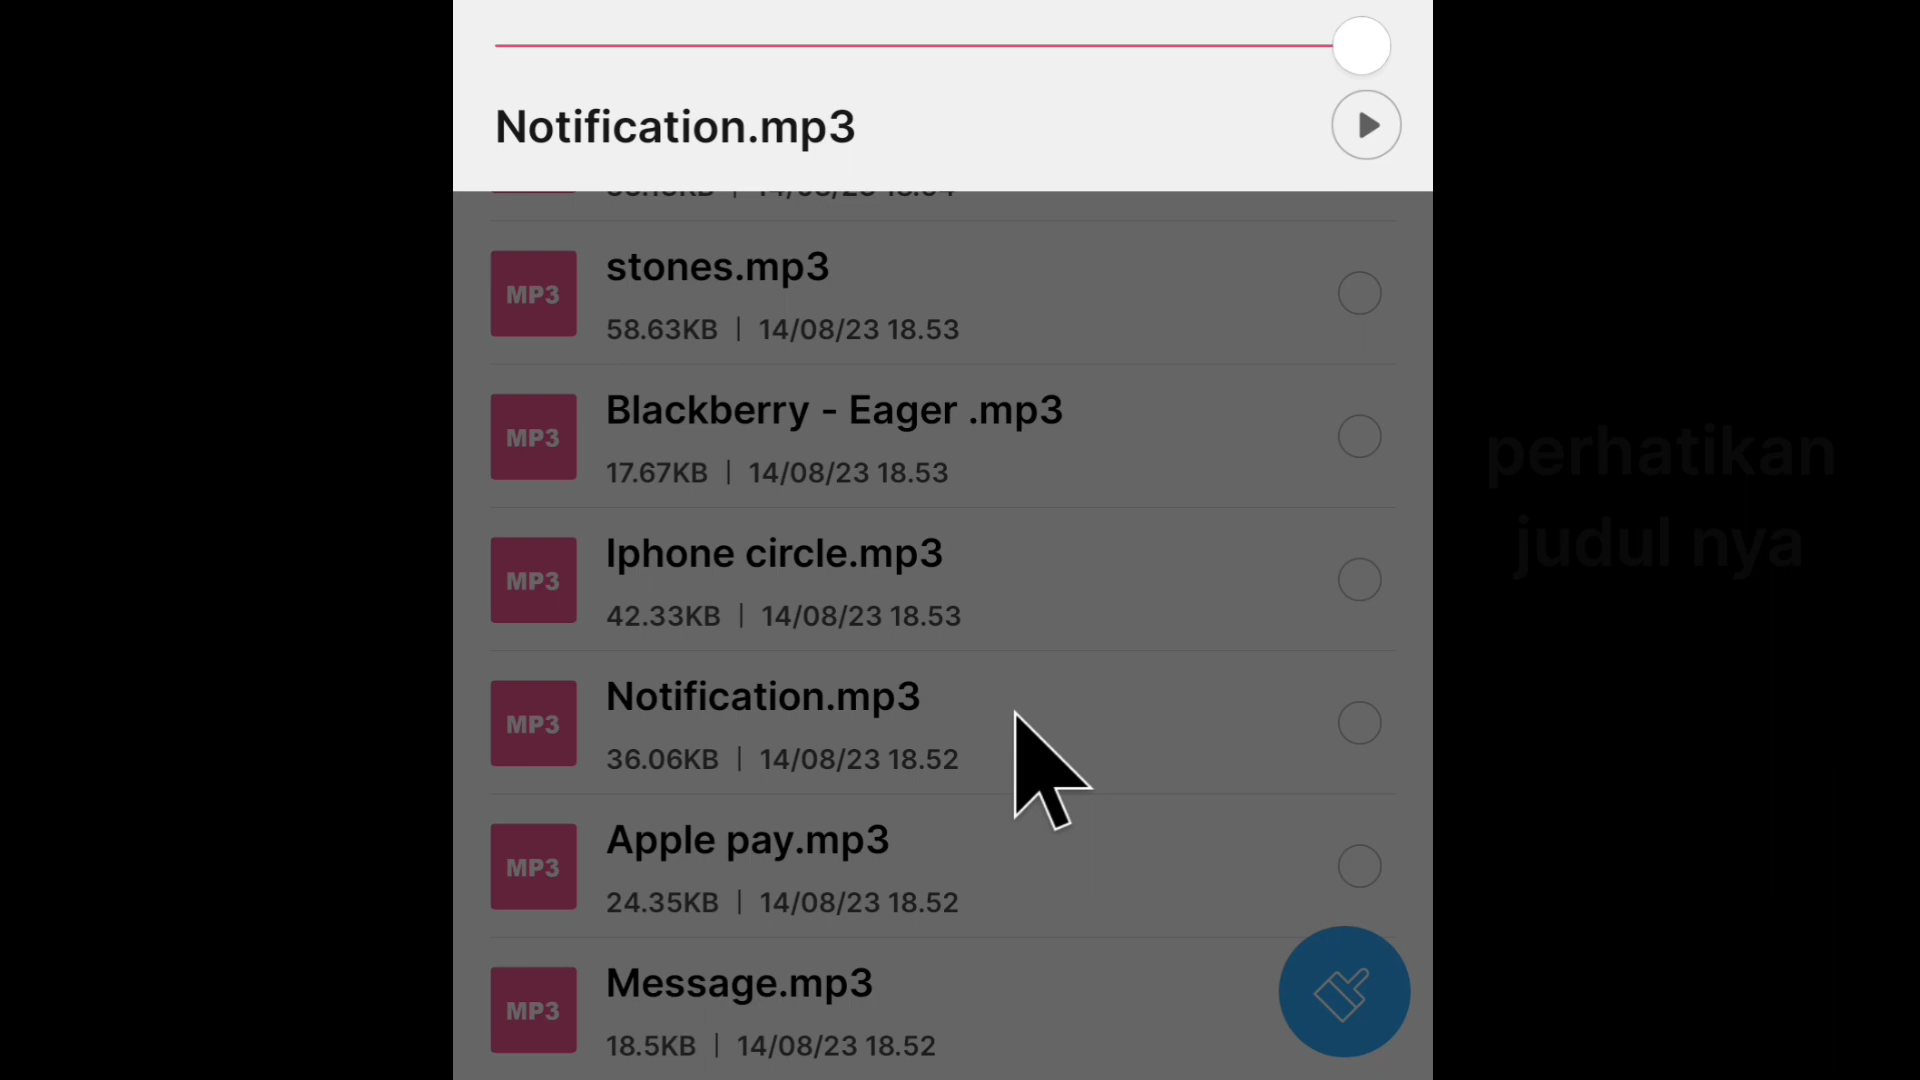 Notification.mp3
MP3
stones.mp3
58.63KB | 14/08/23 18.53
MP3
Blackberry - Eager .mp3
17.67KB | 14/08/23 18.53
MP3
Iphone circle.mp3
42.33KB | 14/08/23 18.53
MP3
Notification.mp3
36.06KB | 14/08/23 18.52
MP3
Apple pay.mp3
24.35KB | 14/08/23 18.52
MP3
Message.mp3
18.5KB | 14/08/23 18.52
perhatikan
judul nya